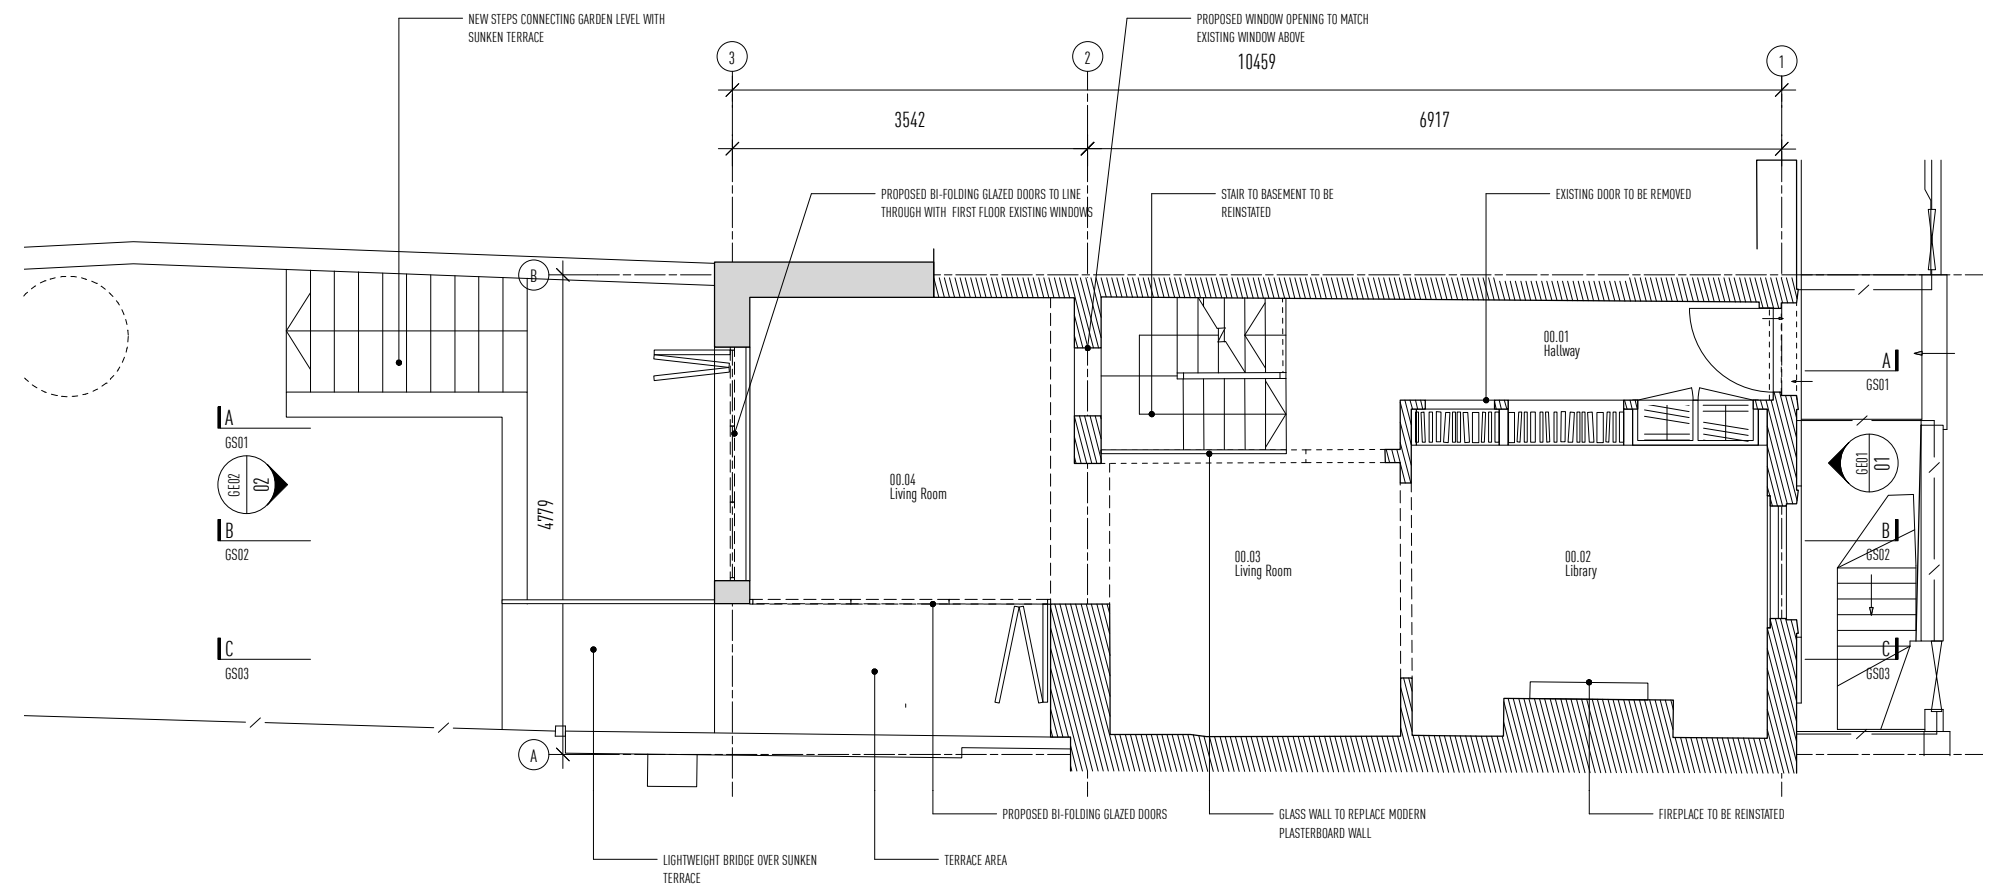 NEW STEPS CONNECTING GARDEN LEVEL WITH
SUNKEN TERRACE
PROPOSED WINDOW OPENING TO MATCH
EXISTING WINDOW ABOVE
3
2
10459
1
3542
6917
PROPOSED BI-FOLDING GLAZED DOORS TO LINE
THROUGH WITH FIRST FLOOR EXISTING WINDOWS
STAIR TO BASEMENT TO BE
REINSTATED
EXISTING DOOR TO BE REMOVED
B
00.01
Hallway
A
GS01
A
GS01
GE02
02
GE01
01
00.04
Living Room
4779
B
GS02
B
GS02
00.03
Living Room
00.02
Library
C
GS03
C
GS03
A
PROPOSED BI-FOLDING GLAZED DOORS
GLASS WALL TO REPLACE MODERN
PLASTERBOARD WALL
FIREPLACE TO BE REINSTATED
LIGHTWEIGHT BRIDGE OVER SUNKEN
TERRACE
TERRACE AREA